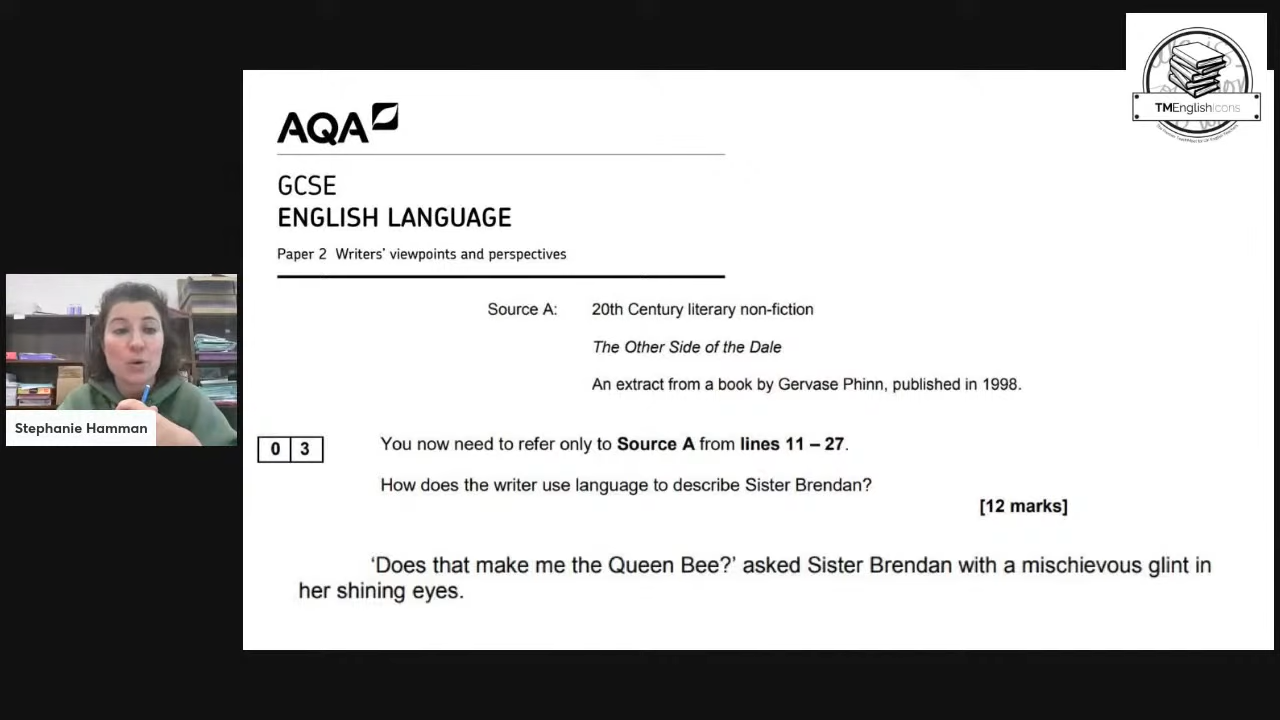 AQA
GCSE
ENGLISH LANGUAGE
Paper 2 Writers' viewpoints and perspectives
Source A: 20th Century literary non-fiction
The Other Side of the Dale
An extract from a book by Gervase Phinn, published in 1998.
0 3 You now need to refer only to Source A from lines 11 – 27.
How does the writer use language to describe Sister Brendan?
[12 marks]
'Does that make me the Queen Bee?' asked Sister Brendan with a mischievous glint in
her shining eyes.
Stephanie Hamman
TMEnglishicons